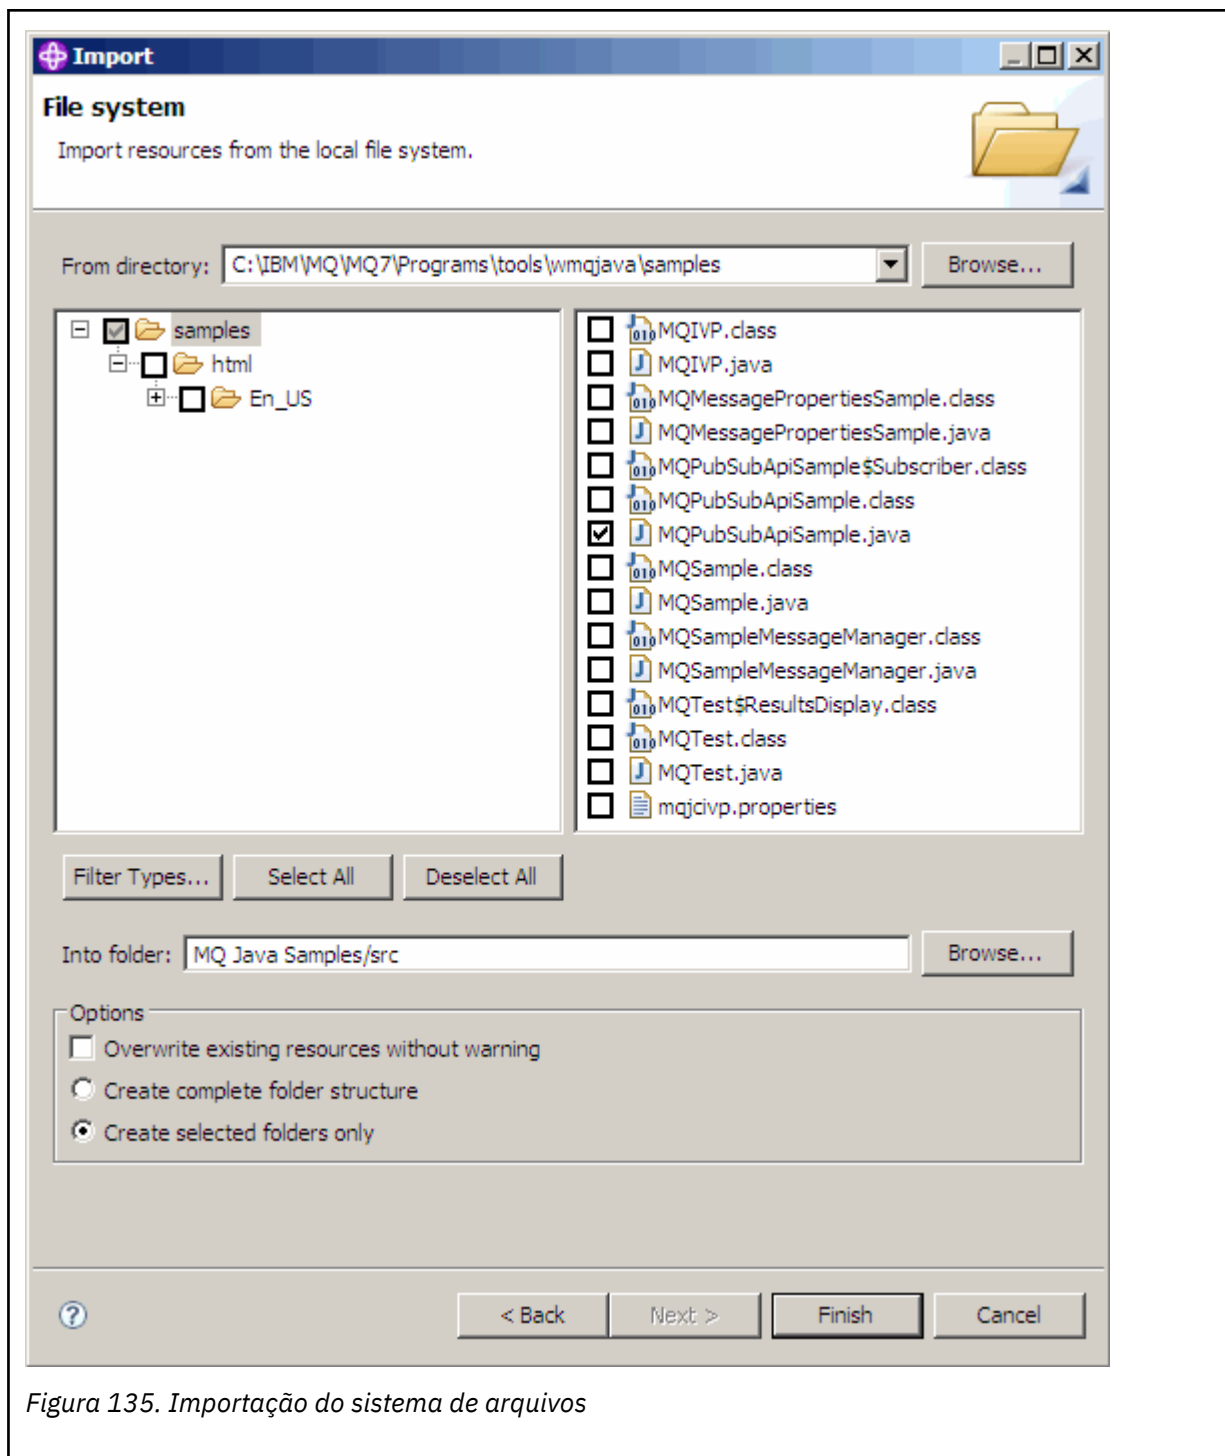 Import
File system
Import resources from the local file system.
From directory: C:\IBM\MQ\MQ7\Programs\tools\wmqjava\samples Browse...
samples
html
En_US
MQIVP.class
MQIVP.java
MQMessagePropertiesSample.class
MQMessagePropertiesSample.java
MQPubSubApiSample$Subscriber.class
MQPubSubApiSample.class
MQPubSubApiSample.java
MQSample.class
MQSample.java
MQSampleMessageManager.class
MQSampleMessageManager.java
MQTest$ResultsDisplay.class
MQTest.class
MQTest.java
mqjcivp.properties
Filter Types... Select All Deselect All
Into folder: MQ Java Samples/src Browse...
Options
Overwrite existing resources without warning
Create complete folder structure
Create selected folders only
< Back Next > Finish Cancel
Figura 135. Importação do sistema de arquivos